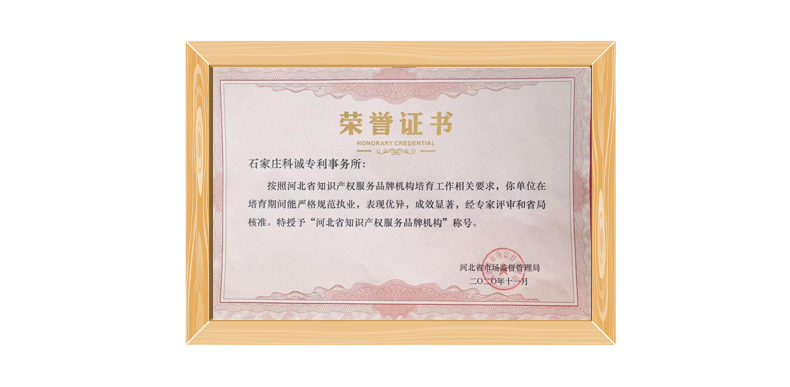 荣誉证书
HONORARY CREDENTIAL
石家庄科诚专利事务所：
按照河北省知识产权服务品牌机构培育工作相关要求，你单位在
培育期间能严格规范执业，表现优异，成效显著，经专家评审和省局
核准。特授予“河北省知识产权服务品牌机构”称号。
河北省市场监督管理局
二〇二〇年十一月